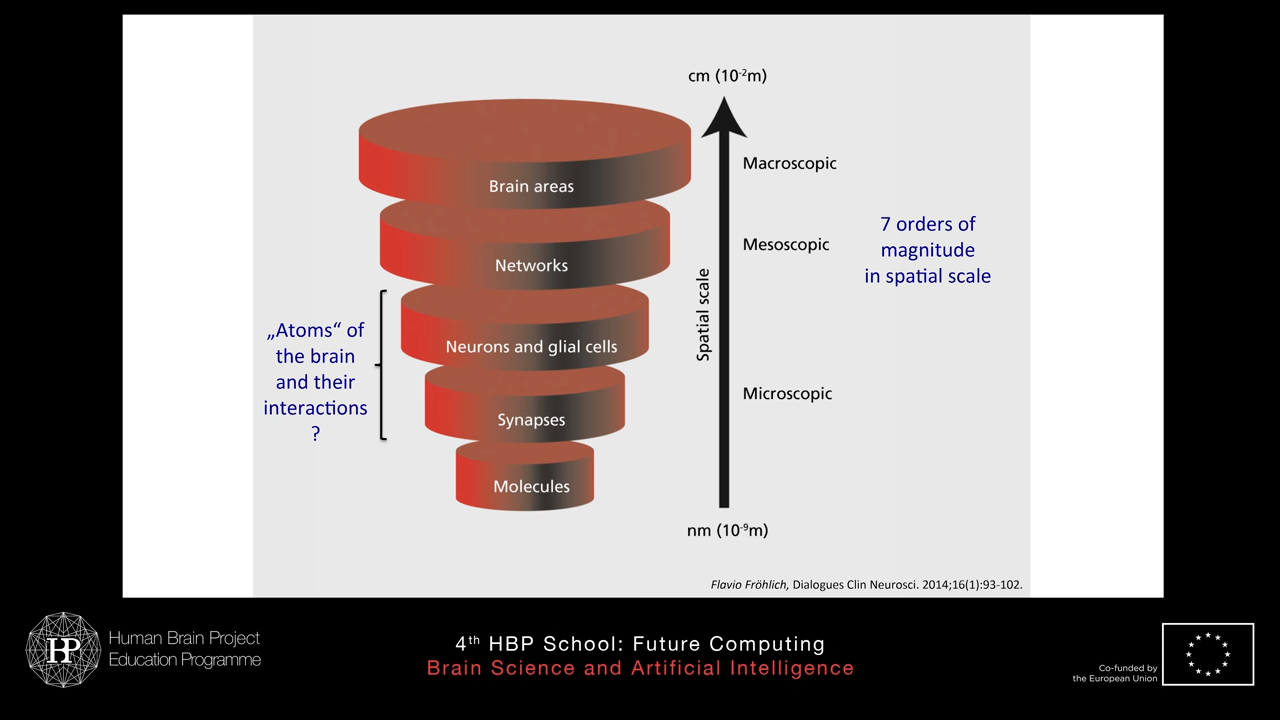 cm (10⁻²m)
Brain areas
Macroscopic
Networks
Mesoscopic
7 orders of
magnitude
in spatial scale
Spatial scale
„Atoms“ of
the brain
and their
interactions
?
Neurons and glial cells
Synapses
Microscopic
Molecules
nm (10⁻⁹m)
Flavio Fröhlich, Dialogues Clin Neurosci. 2014;16(1):93-102.
HP
Human Brain Project
Education Programme
4ᵗʰ HBP School: Future Computing
Brain Science and Artificial Intelligence
Co-funded by
the European Union